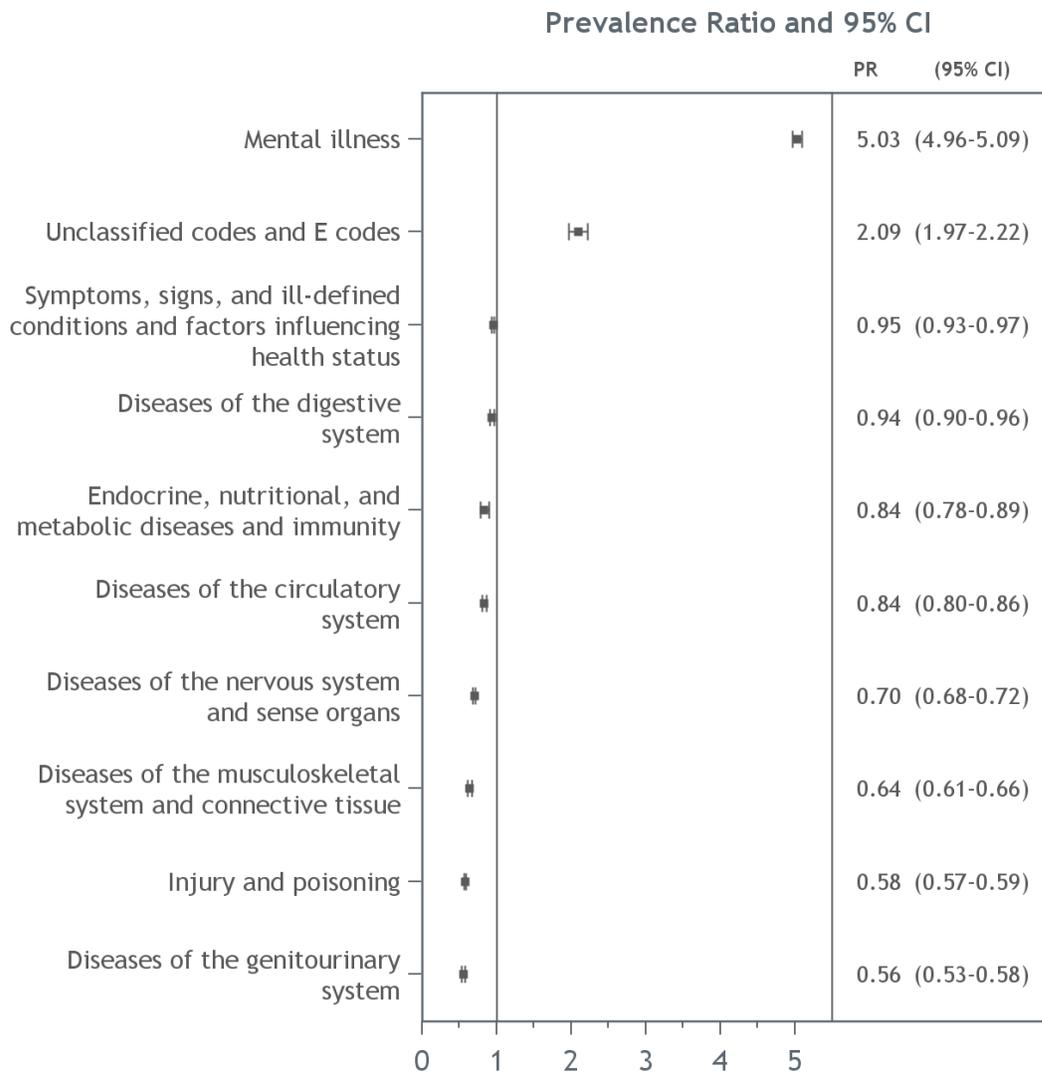 Prevalence Ratio and 95% CI
PR (95% CI)
Mental illness 5.03 (4.96-5.09)
Unclassified codes and E codes 2.09 (1.97-2.22)
Symptoms, signs, and ill-defined
conditions and factors influencing 0.95 (0.93-0.97)
health status
Diseases of the digestive
system
0.94 (0.90-0.96)
Endocrine, nutritional, and
metabolic diseases and immunity
0.84 (0.78-0.89)
Diseases of the circulatory
system
0.84 (0.80-0.86)
Diseases of the nervous system
and sense organs
0.70 (0.68-0.72)
Diseases of the musculoskeletal
system and connective tissue
0.64 (0.61-0.66)
Injury and poisoning 0.58 (0.57-0.59)
Diseases of the genitourinary
system
0.56 (0.53-0.58)
0 1 2 3 4 5